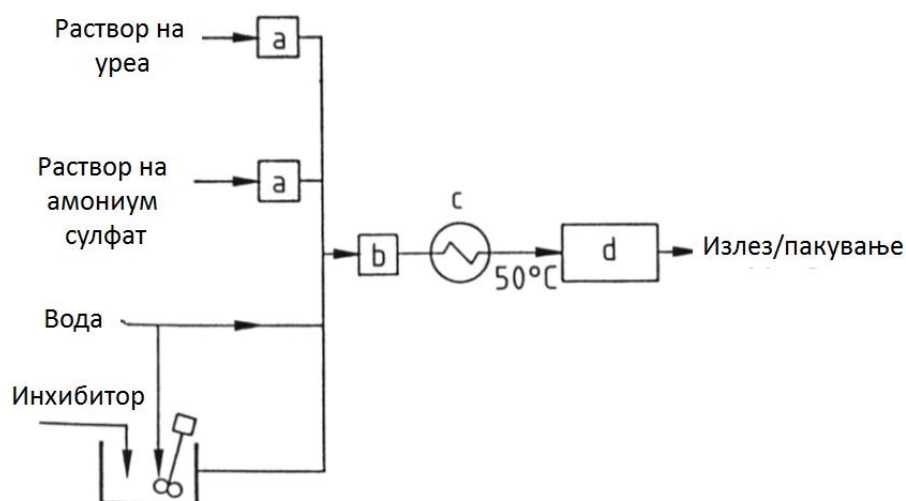 Раствор на
уреа
a
Раствор на
амониум
сулфат
a
c
b
50°C
d
Излез/пакување
Вода
Инхибитор